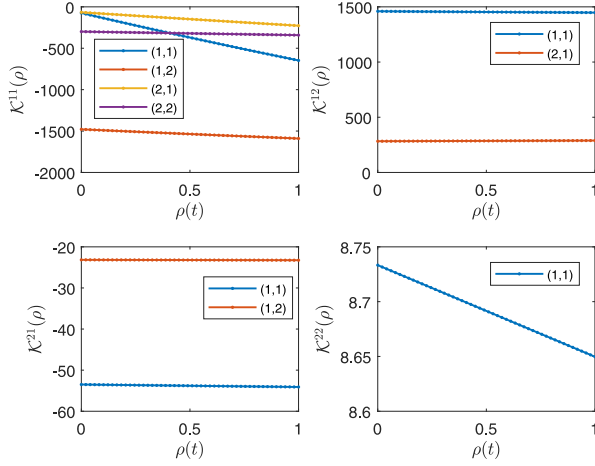 0
-500
-1000
-1500
-2000
𝒦¹¹(ρ)
(1,1)
(1,2)
(2,1)
(2,2)
0 0.5 1
ρ(t)
1500
1000
500
0
𝒦¹²(ρ)
(1,1)
(2,1)
0 0.5 1
ρ(t)
-20
-30
-40
-50
-60
𝒦²¹(ρ)
(1,1)
(1,2)
0 0.5 1
ρ(t)
8.75
8.7
8.65
8.6
𝒦²²(ρ)
(1,1)
0 0.5 1
ρ(t)